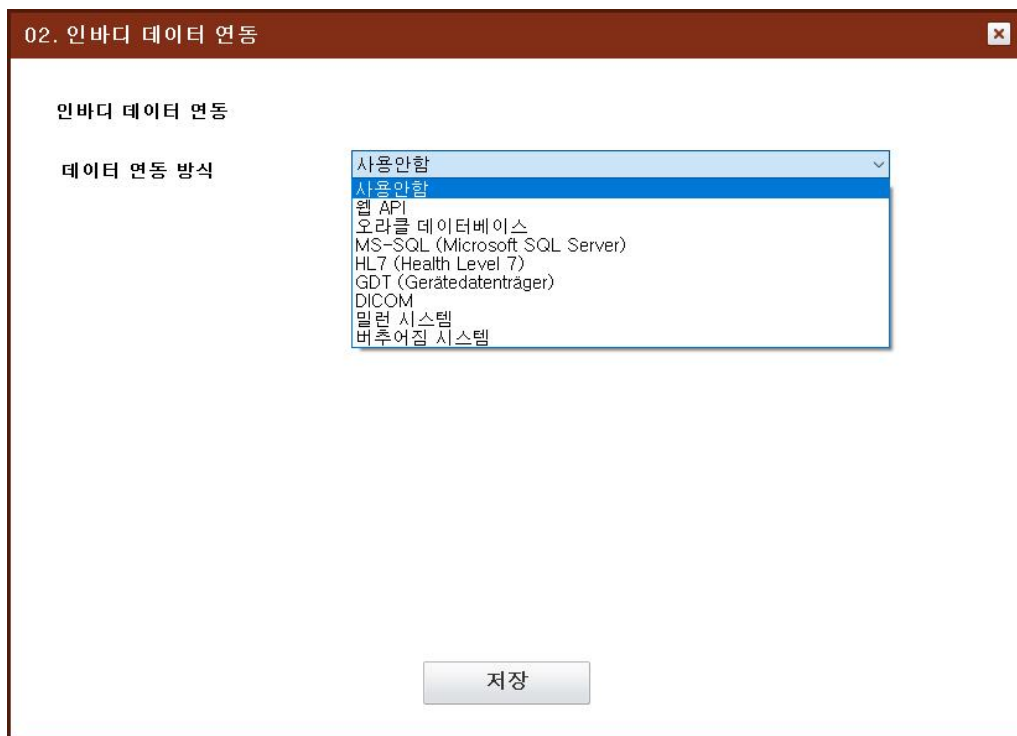 02. 인바디 데이터 연동
인바디 데이터 연동
데이터 연동 방식
사용안함
사용안함
웹 API
오라클 데이터베이스
MS-SQL (Microsoft SQL Server)
HL7 (Health Level 7)
GDT (Gerätedatenträger)
DICOM
밀런 시스템
버추어짐 시스템
저장